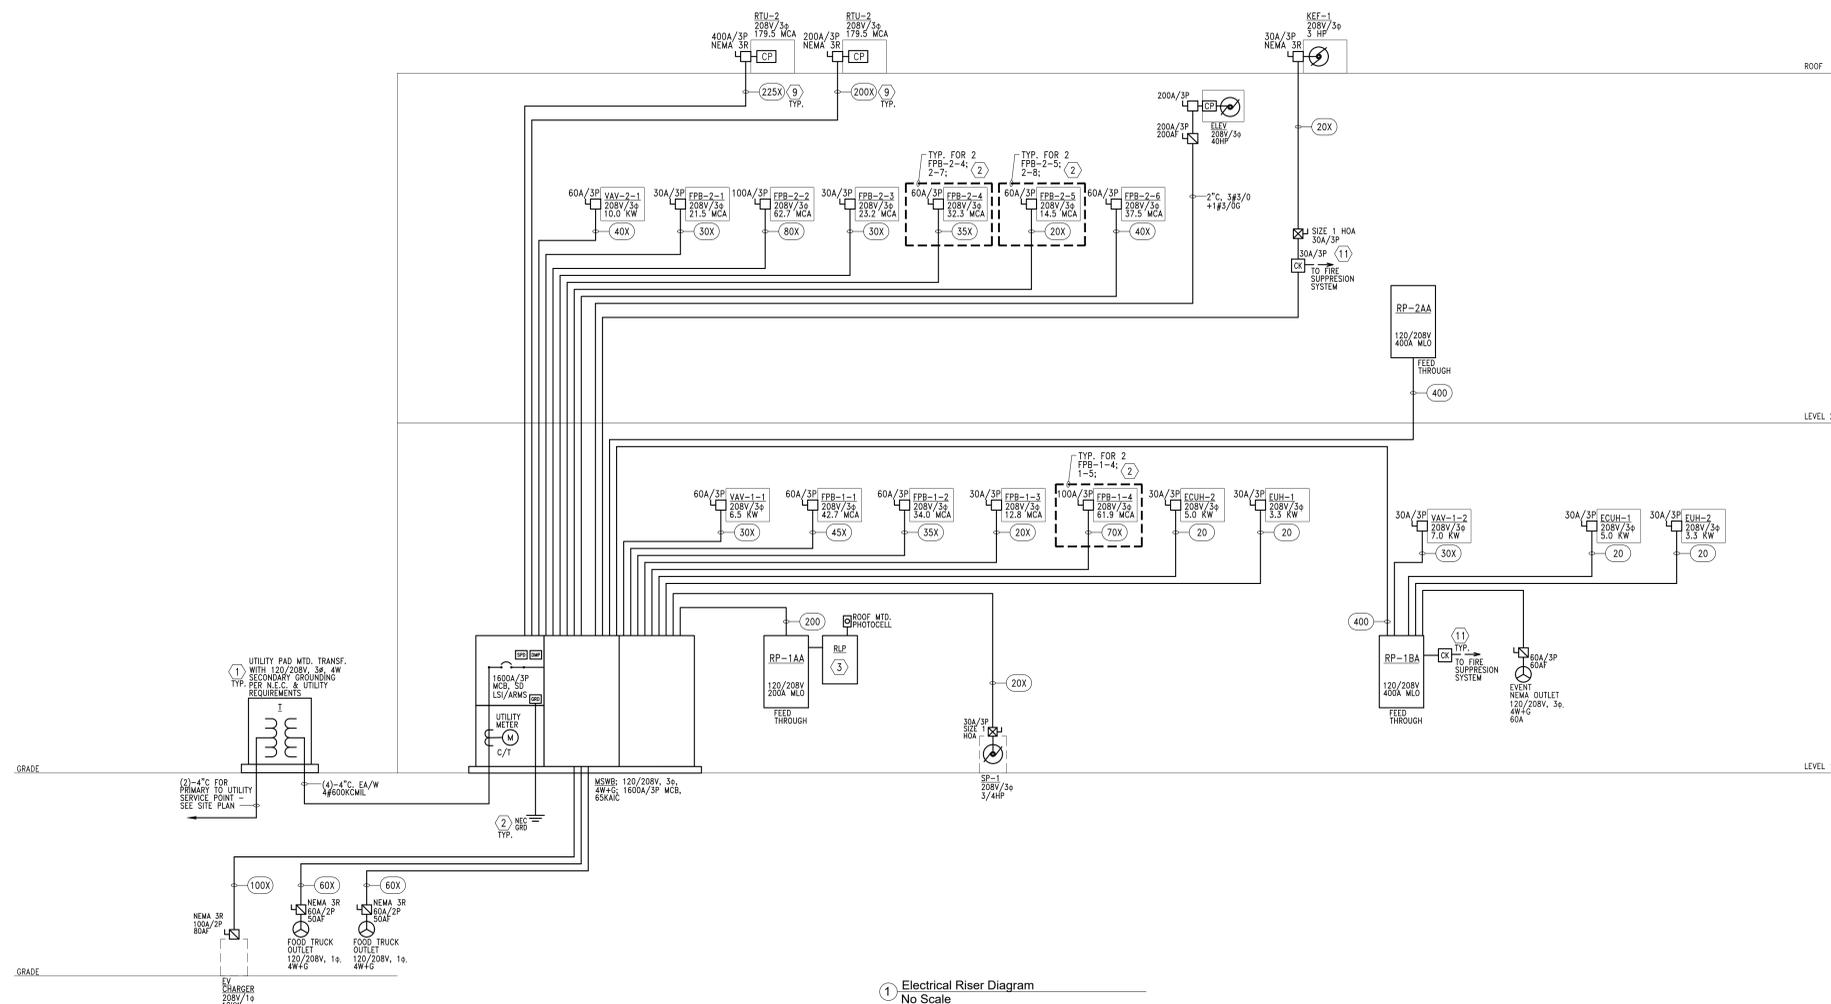 RTU-2
208V/3ϕ
179.5 MCA
400A/3P
NEMA 3R
CP
225X
9
TYP.
RTU-2
208V/3ϕ
179.5 MCA
200A/3P
NEMA 3R
CP
200X
9
TYP.
KEF-1
208V/3ϕ
3 HP
30A/3P
NEMA 3R
ROOF
20X
200A/3P
CP
200A/3P
200AF
ELEV
208V/3ϕ
40HP
2"C, 3#3/0
+1#3/0G
SIZE 1 HOA
30A/3P
30A/3P
11
CK
TO FIRE
SUPPRESION
SYSTEM
60A/3P
VAV-2-1
208V/3ϕ
10.0 KW
40X
30A/3P
FPB-2-1
208V/3ϕ
21.5 MCA
30X
100A/3P
FPB-2-2
208V/3ϕ
62.7 MCA
80X
30A/3P
FPB-2-3
208V/3ϕ
23.2 MCA
30X
TYP. FOR 2
FPB-2-4;
2-7;
2
60A/3P
FPB-2-4
208V/3ϕ
32.3 MCA
35X
TYP. FOR 2
FPB-2-5;
2-8;
2
60A/3P
FPB-2-5
208V/3ϕ
14.5 MCA
20X
60A/3P
FPB-2-6
208V/3ϕ
37.5 MCA
40X
RP-2AA
120/208V
400A MLO
FEED
THROUGH
400
LEVEL
60A/3P
VAV-1-1
208V/3ϕ
6.5 KW
30X
60A/3P
FPB-1-1
208V/3ϕ
42.7 MCA
45X
60A/3P
FPB-1-2
208V/3ϕ
34.0 MCA
35X
30A/3P
FPB-1-3
208V/3ϕ
12.8 MCA
20X
TYP. FOR 2
FPB-1-4;
1-5;
2
100A/3P
FPB-1-4
208V/3ϕ
61.9 MCA
70X
30A/3P
ECUH-2
208V/3ϕ
5.0 KW
20
30A/3P
EUH-1
208V/3ϕ
3.3 KW
20
30A/3P
VAV-1-2
208V/3ϕ
7.0 KW
30X
30A/3P
ECUH-1
208V/3ϕ
5.0 KW
20
30A/3P
EUH-2
208V/3ϕ
3.3 KW
20
1
TYP.
UTILITY PAD MTD. TRANSF.
WITH 120/208V, 3ø, 4W
SECONDARY GROUNDING
PER N.E.C. & UTILITY
REQUIREMENTS
T
SPD
DMP
1600A/3P
MCB, SD
LSI/ARMS
GRD
UTILITY
METER
M
C/T
200
RP-1AA
120/208V
200A MLO
FEED
THROUGH
ROOF MTD.
PHOTOCELL
RLP
3
20X
30A/3P
SIZE 1
HOA
SP-1
208V/3ϕ
3/4HP
400
RP-1BA
120/208V
400A MLO
FEED
THROUGH
11
TYP.
CK
TO FIRE
SUPPRESION
SYSTEM
60A/3P
60AF
EVENT
NEMA OUTLET
120/208V, 3ϕ.
4W+G
60A
GRADE
LEVEL
(2)-4"C FOR
PRIMARY TO UTILITY
SERVICE POINT -
SEE SITE PLAN
(4)-4"C. EA/W
4#600KCMIL
MSWB; 120/208V, 3ϕ,
4W+G; 1600A/3P MCB,
65KAIC
2
TYP.
NEC
GRD
100X
NEMA 3R
100A/2P
80AF
EV
CHARGER
208V/1ϕ
60X
NEMA 3R
60A/2P
50AF
FOOD TRUCK
OUTLET
120/208V, 1ϕ.
4W+G
60X
NEMA 3R
60A/2P
50AF
FOOD TRUCK
OUTLET
120/208V, 1ϕ.
4W+G
GRADE
1
Electrical Riser Diagram
No Scale